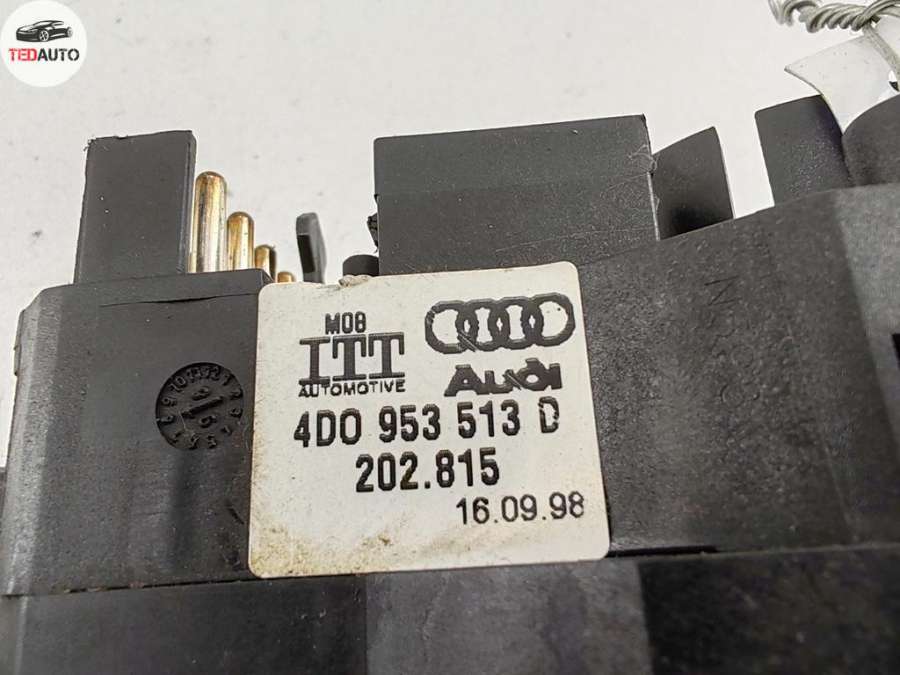 TEDAUTO
M08
ITT
AUTOMOTIVE
Audi
4D0 953 513 D
202.815
16.09.98